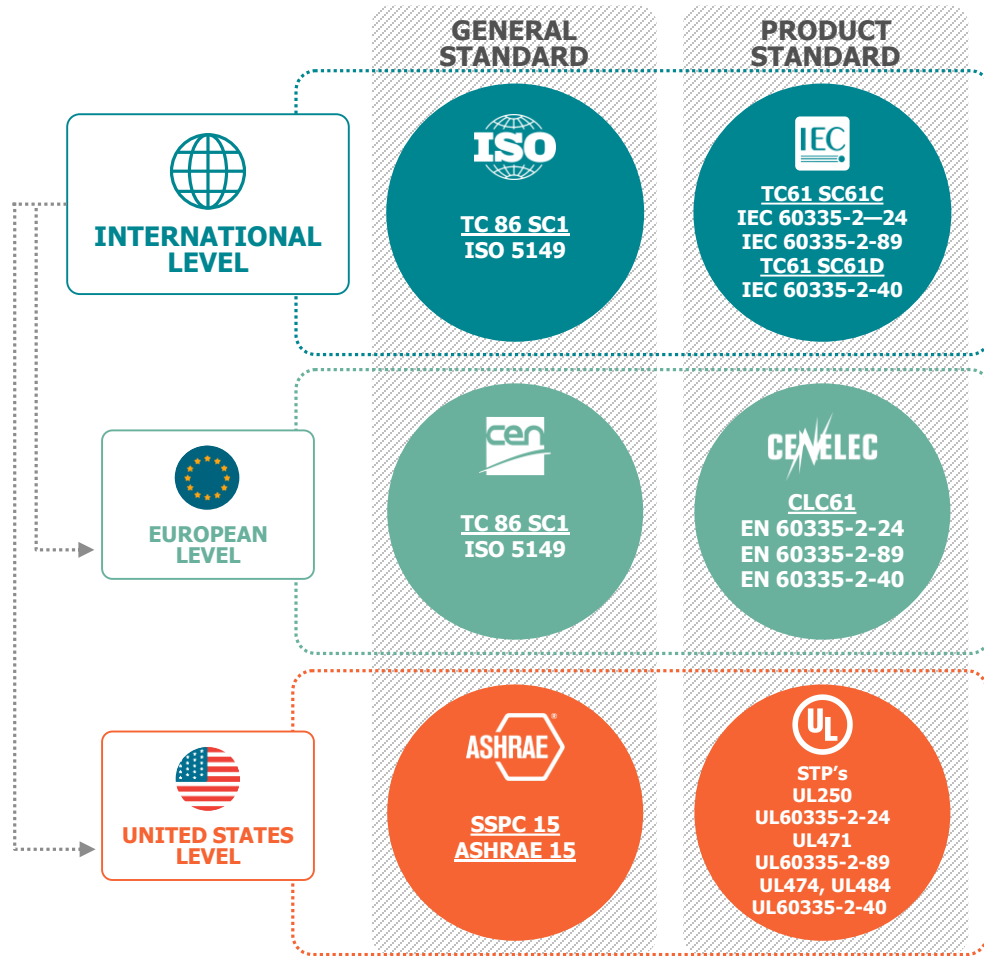 GENERAL
STANDARD
PRODUCT
STANDARD
INTERNATIONAL
LEVEL
ISO
TC 86 SC1
ISO 5149
IEC
TC61 SC61C
IEC 60335-2—24
IEC 60335-2-89
TC61 SC61D
IEC 60335-2-40
EUROPEAN
LEVEL
cen
TC 86 SC1
ISO 5149
CENELEC
CLC61
EN 60335-2-24
EN 60335-2-89
EN 60335-2-40
UNITED STATES
LEVEL
ASHRAE®
SSPC 15
ASHRAE 15
UL
STP's
UL250
UL60335-2-24
UL471
UL60335-2-89
UL474, UL484
UL60335-2-40